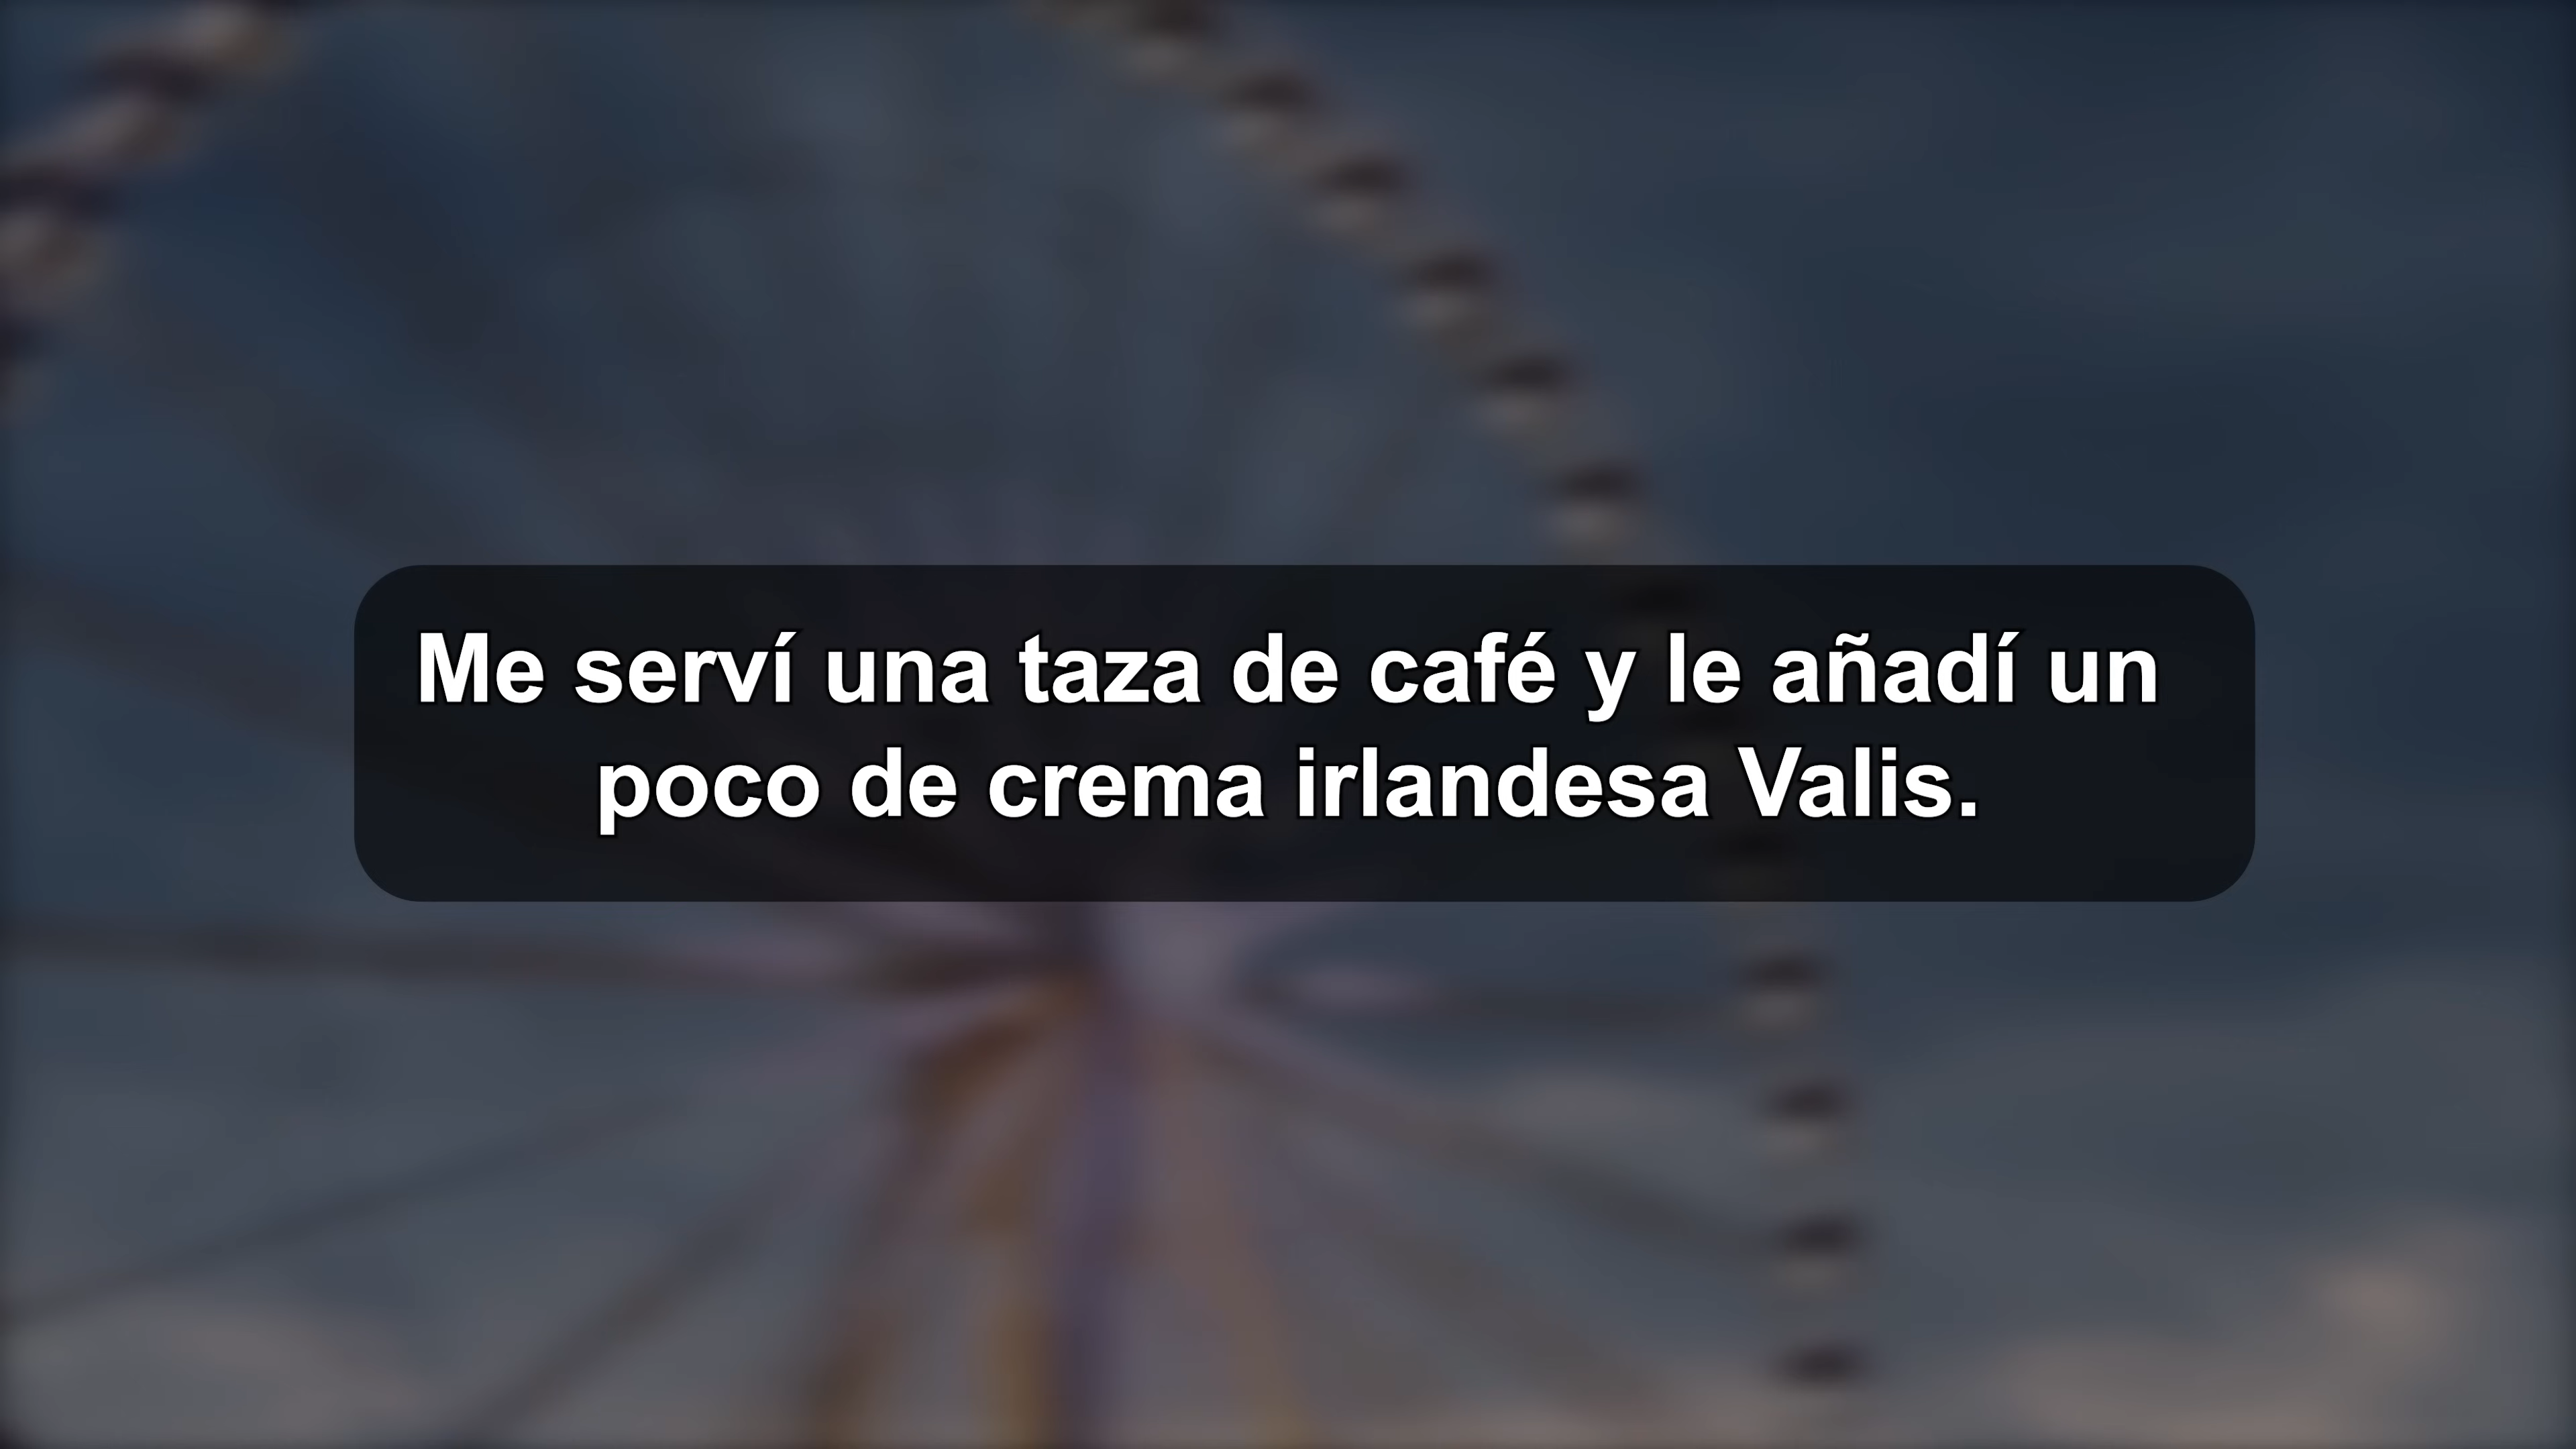 Me serví una taza de café y le añadí un
poco de crema irlandesa Valis.